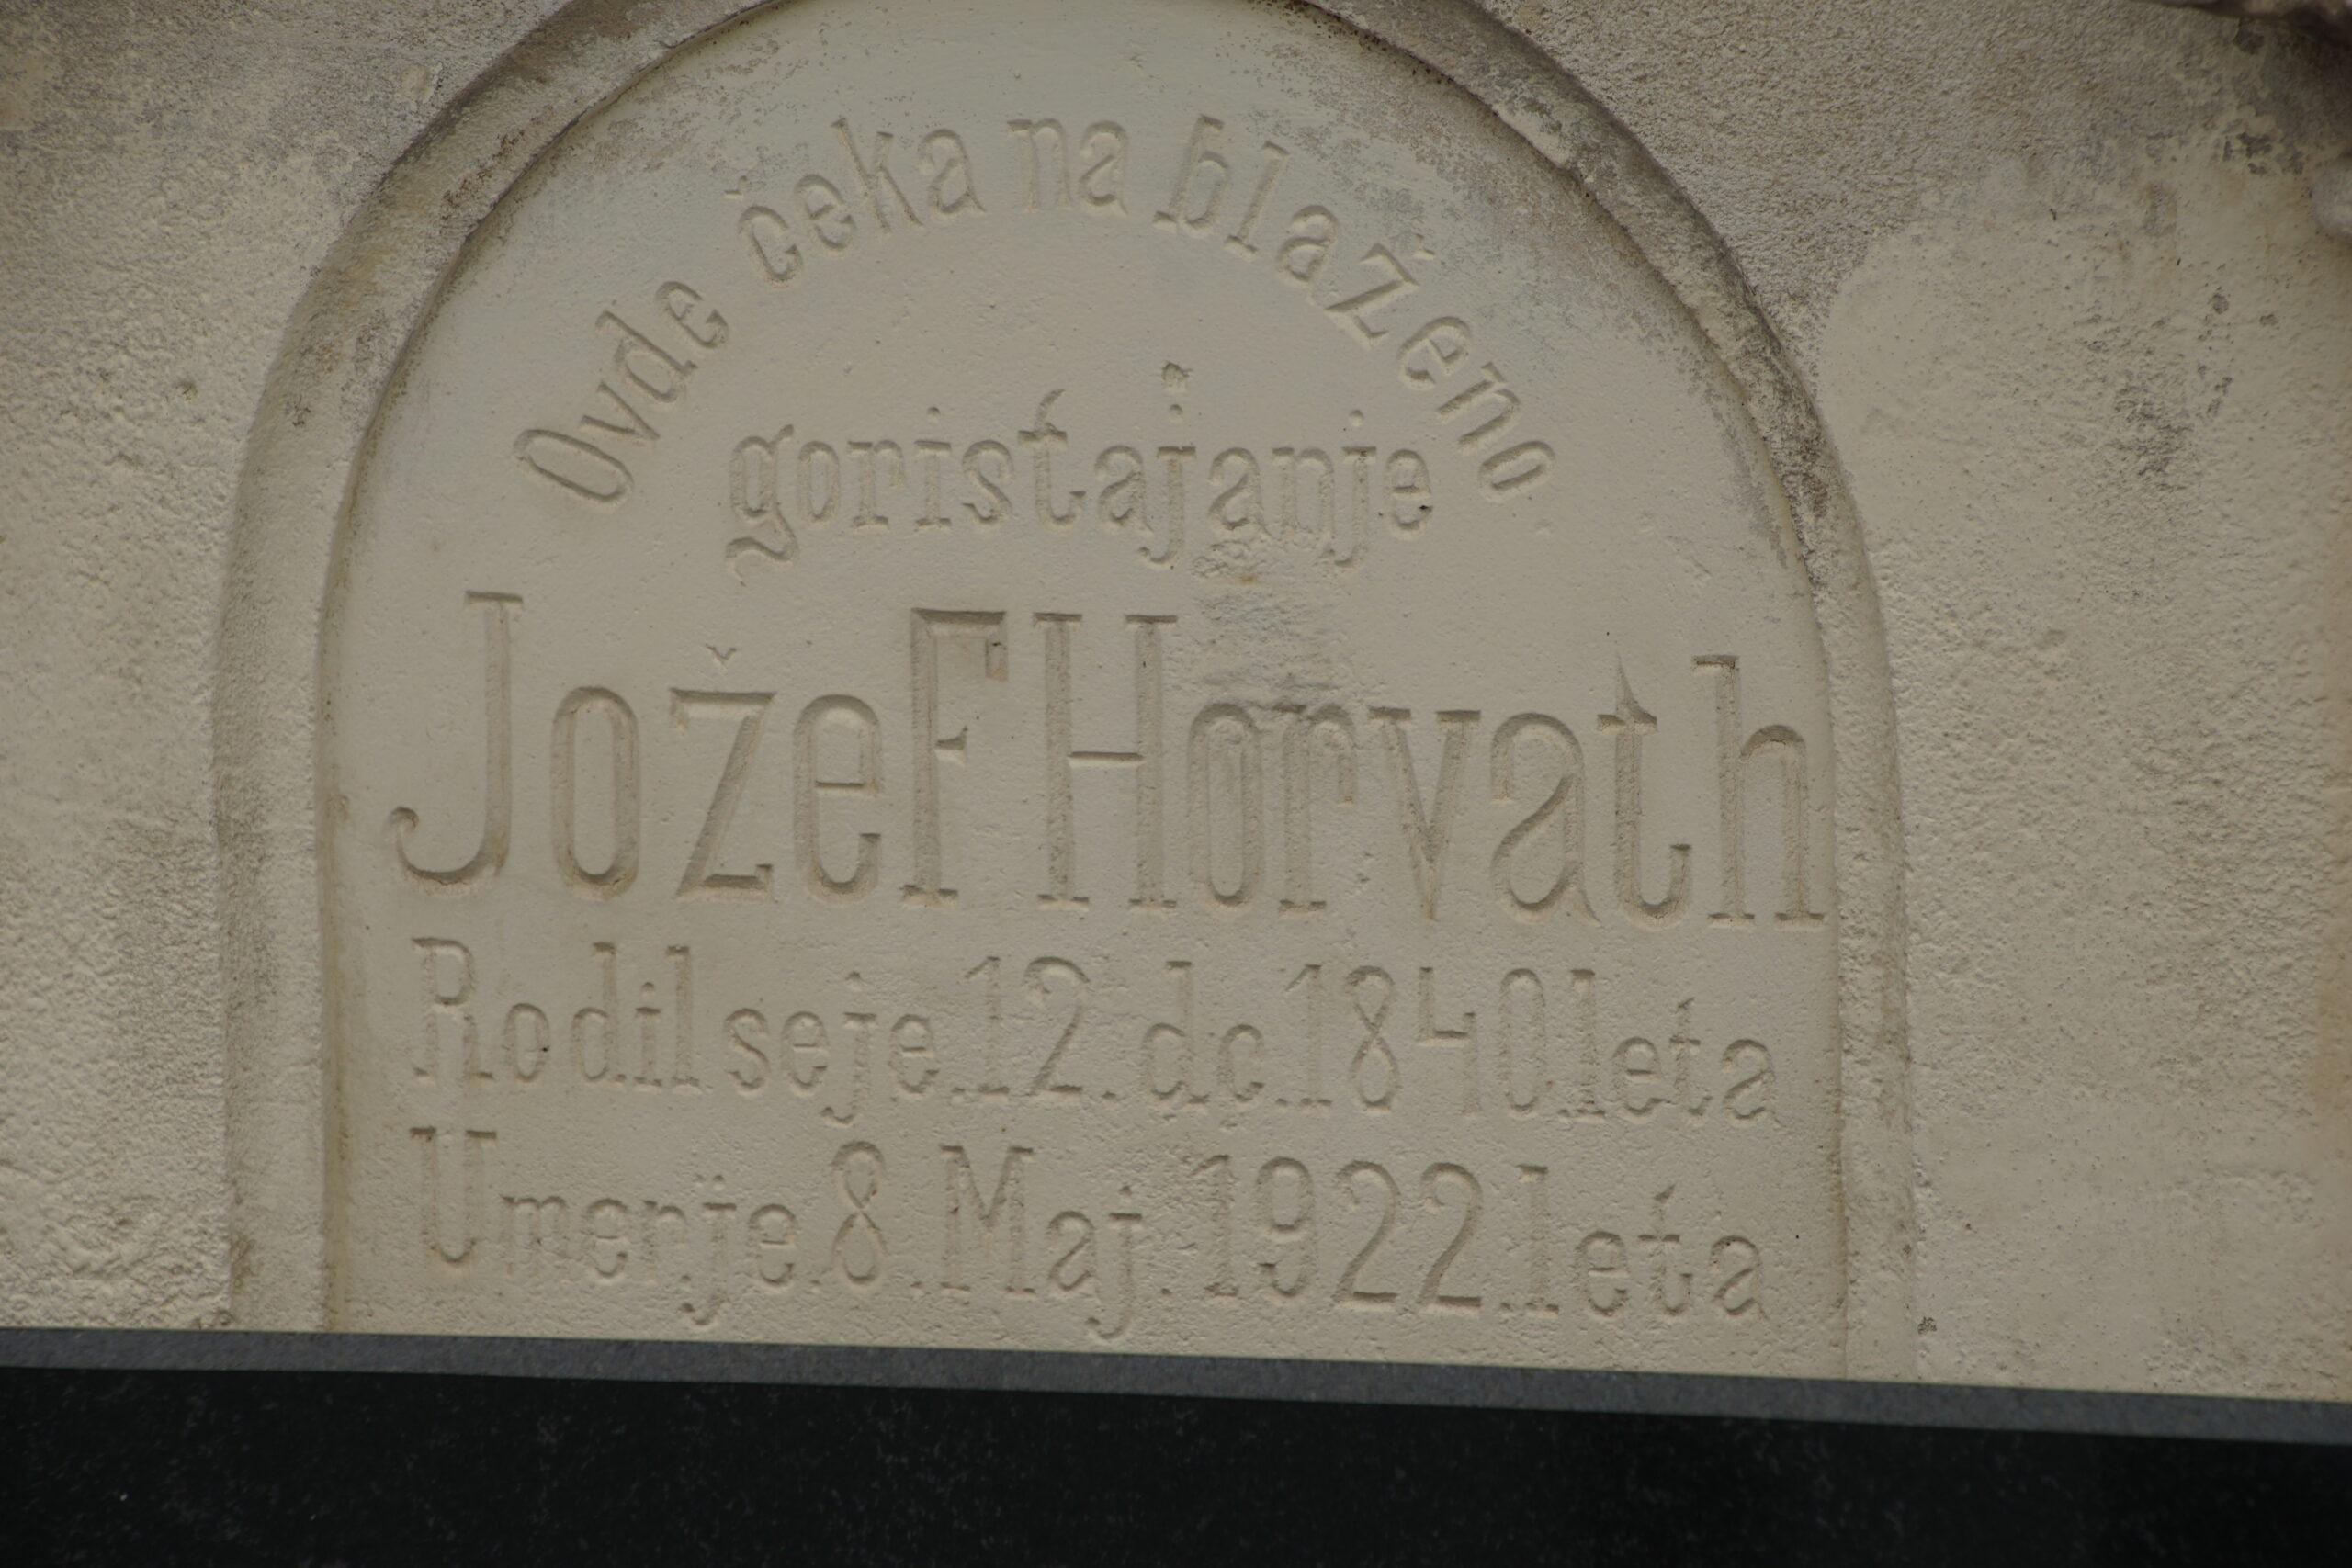 Ovde čeka na blaženo
goristajanje
Jožef Horvath
Rodil se je. 12. dc. 1840. leta
Umerje. 8. Maj. 1922. leta